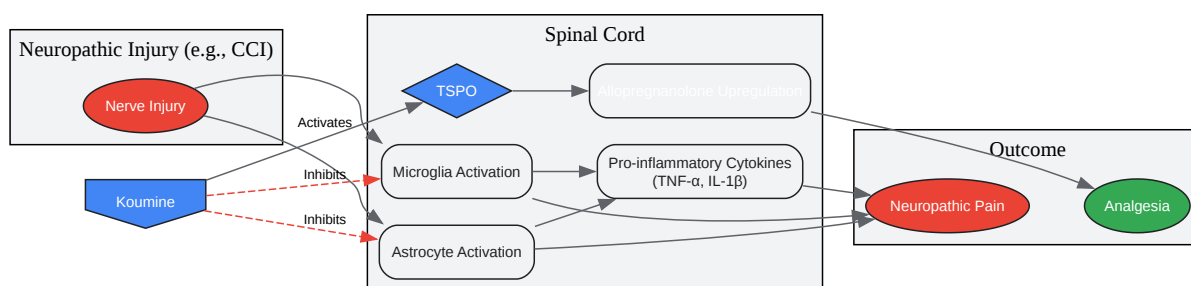 Neuropathic Injury (e.g., CCI)
Nerve Injury
Koumine
Activates
Inhibits
Inhibits
Spinal Cord
TSPO
Allopregnanolone Upregulation
Microglia Activation
Pro-inflammatory Cytokines
(TNF-α, IL-1β)
Astrocyte Activation
Outcome
Neuropathic Pain
Analgesia